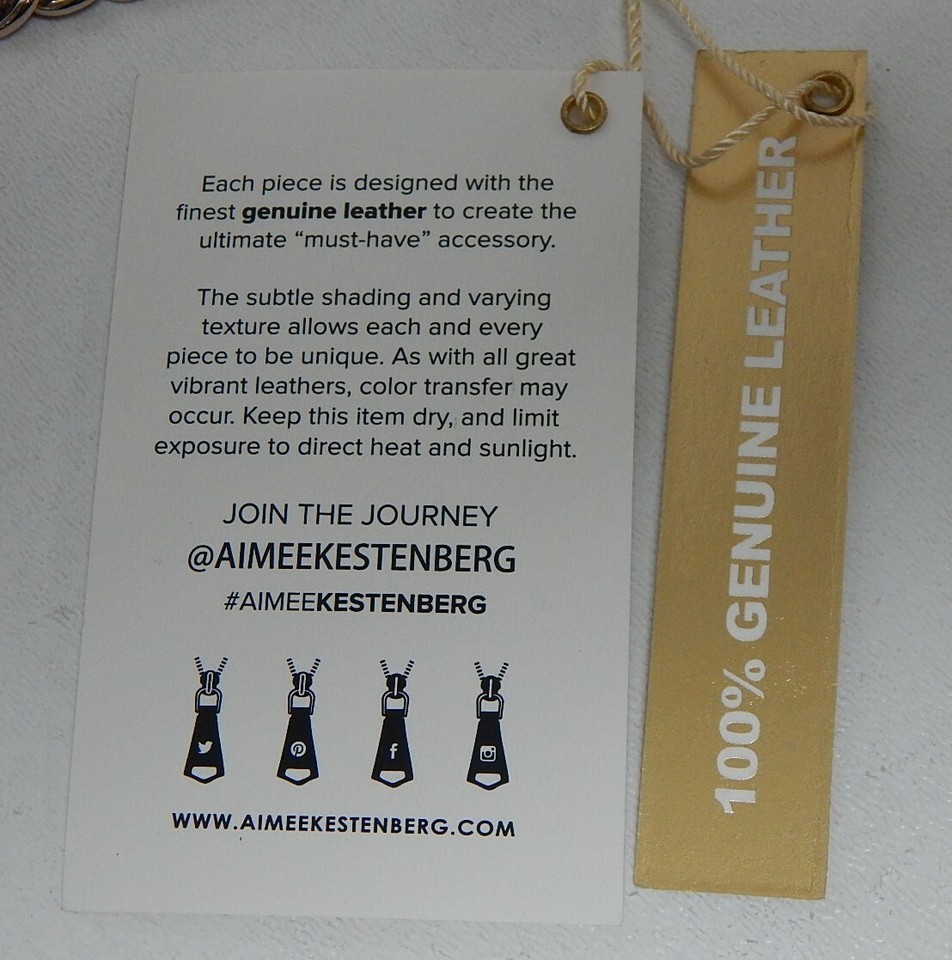 Each piece is designed with the
finest genuine leather to create the
ultimate “must-have” accessory.
The subtle shading and varying
texture allows each and every
piece to be unique. As with all great
vibrant leathers, color transfer may
occur. Keep this item dry, and limit
exposure to direct heat and sunlight.
JOIN THE JOURNEY
@AIMEEKESTENBERG
#AIMEEKESTENBERG
WWW.AIMEEKESTENBERG.COM
100% GENUINE LEATHER